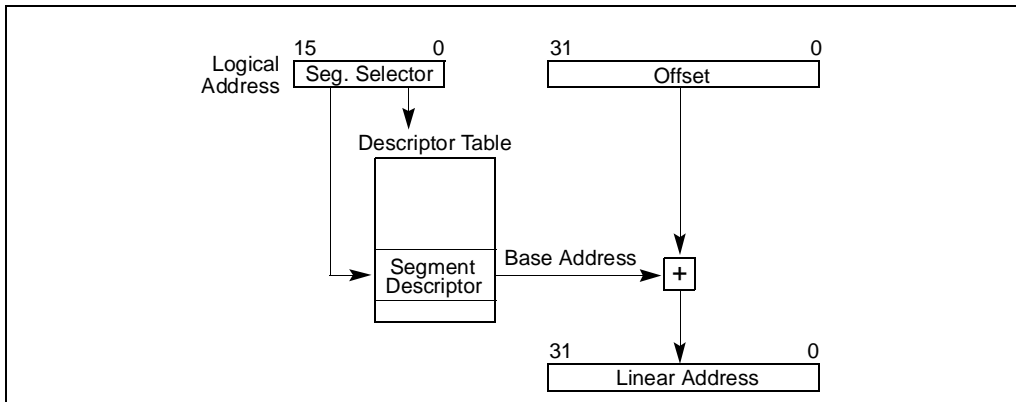 15 0 31 0
Logical
Address
Seg. Selector
Offset
Descriptor Table
Segment
Descriptor
Base Address
+
31 0
Linear Address